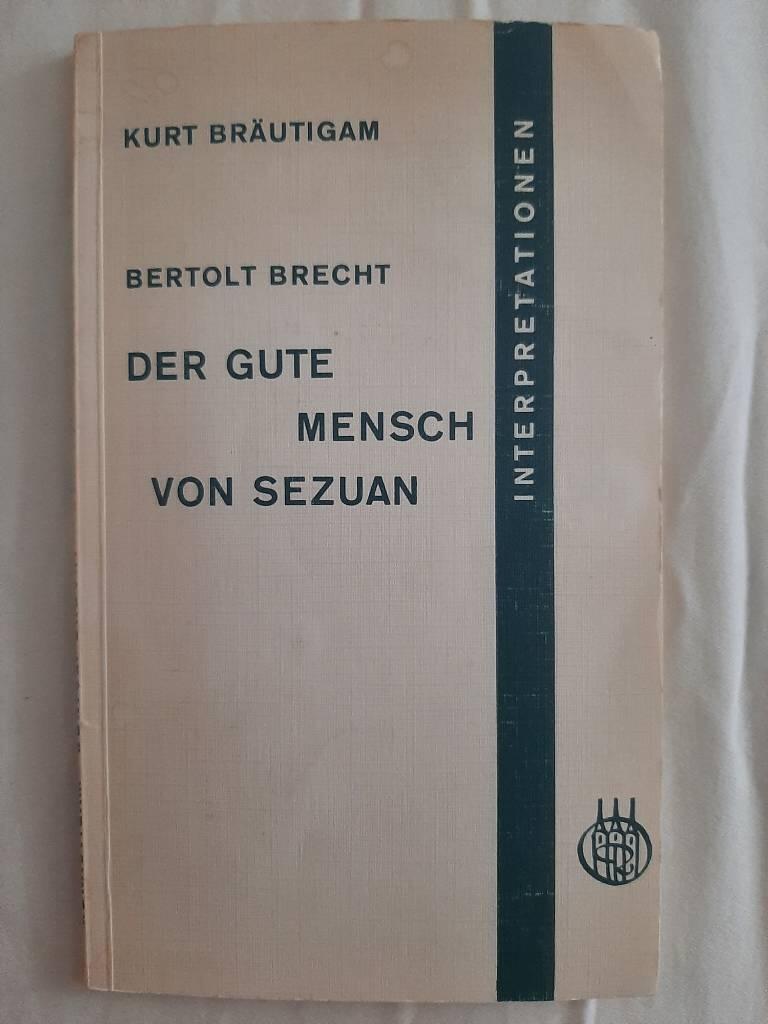 KURT BRÄUTIGAM
BERTOLT BRECHT
DER GUTE
MENSCH
VON SEZUAN
INTERPRETATIONEN